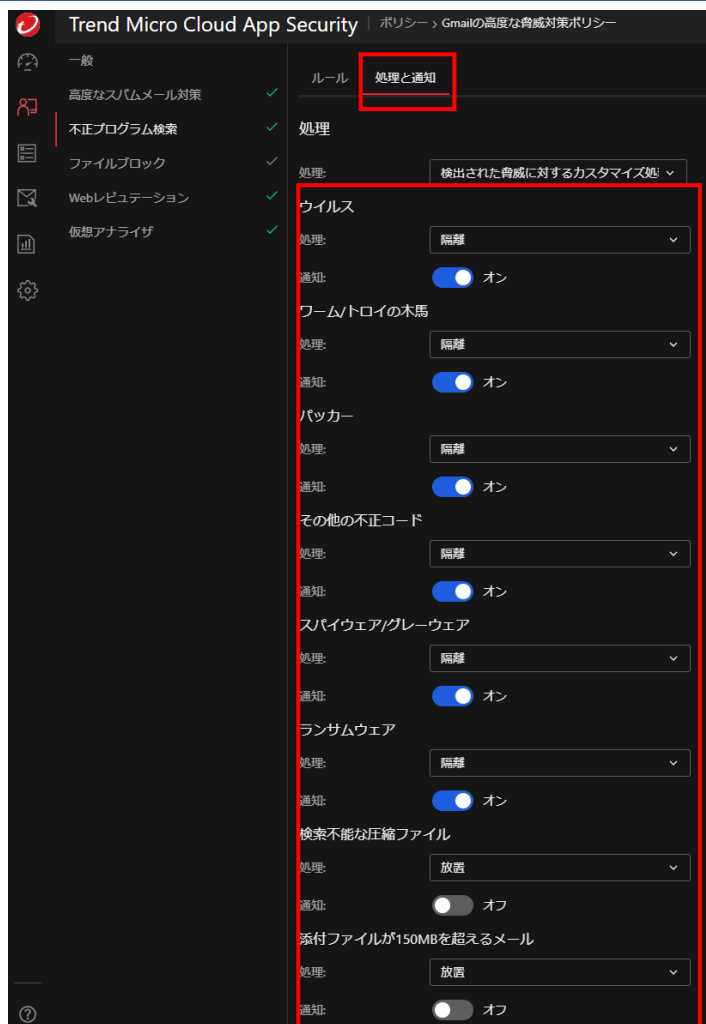 Trend Micro Cloud App Security ポリシー > Gmailの高度な脅威対策ポリシー
一般
高度なスパムメール対策
不正プログラム検索
ファイルブロック
Webレピュテーション
仮想アナライザ
ルール 処理と通知
処理
処理: 検出された脅威に対するカスタマイズ処
ウイルス
処理: 隔離
通知: オン
ワーム/トロイの木馬
処理: 隔離
通知: オン
パッカー
処理: 隔離
通知: オン
その他の不正コード
処理: 隔離
通知: オン
スパイウェア/グレーウェア
処理: 隔離
通知: オン
ランサムウェア
処理: 隔離
通知: オン
検索不能な圧縮ファイル
処理: 放置
通知: オフ
添付ファイルが150MBを超えるメール
処理: 放置
通知: オフ